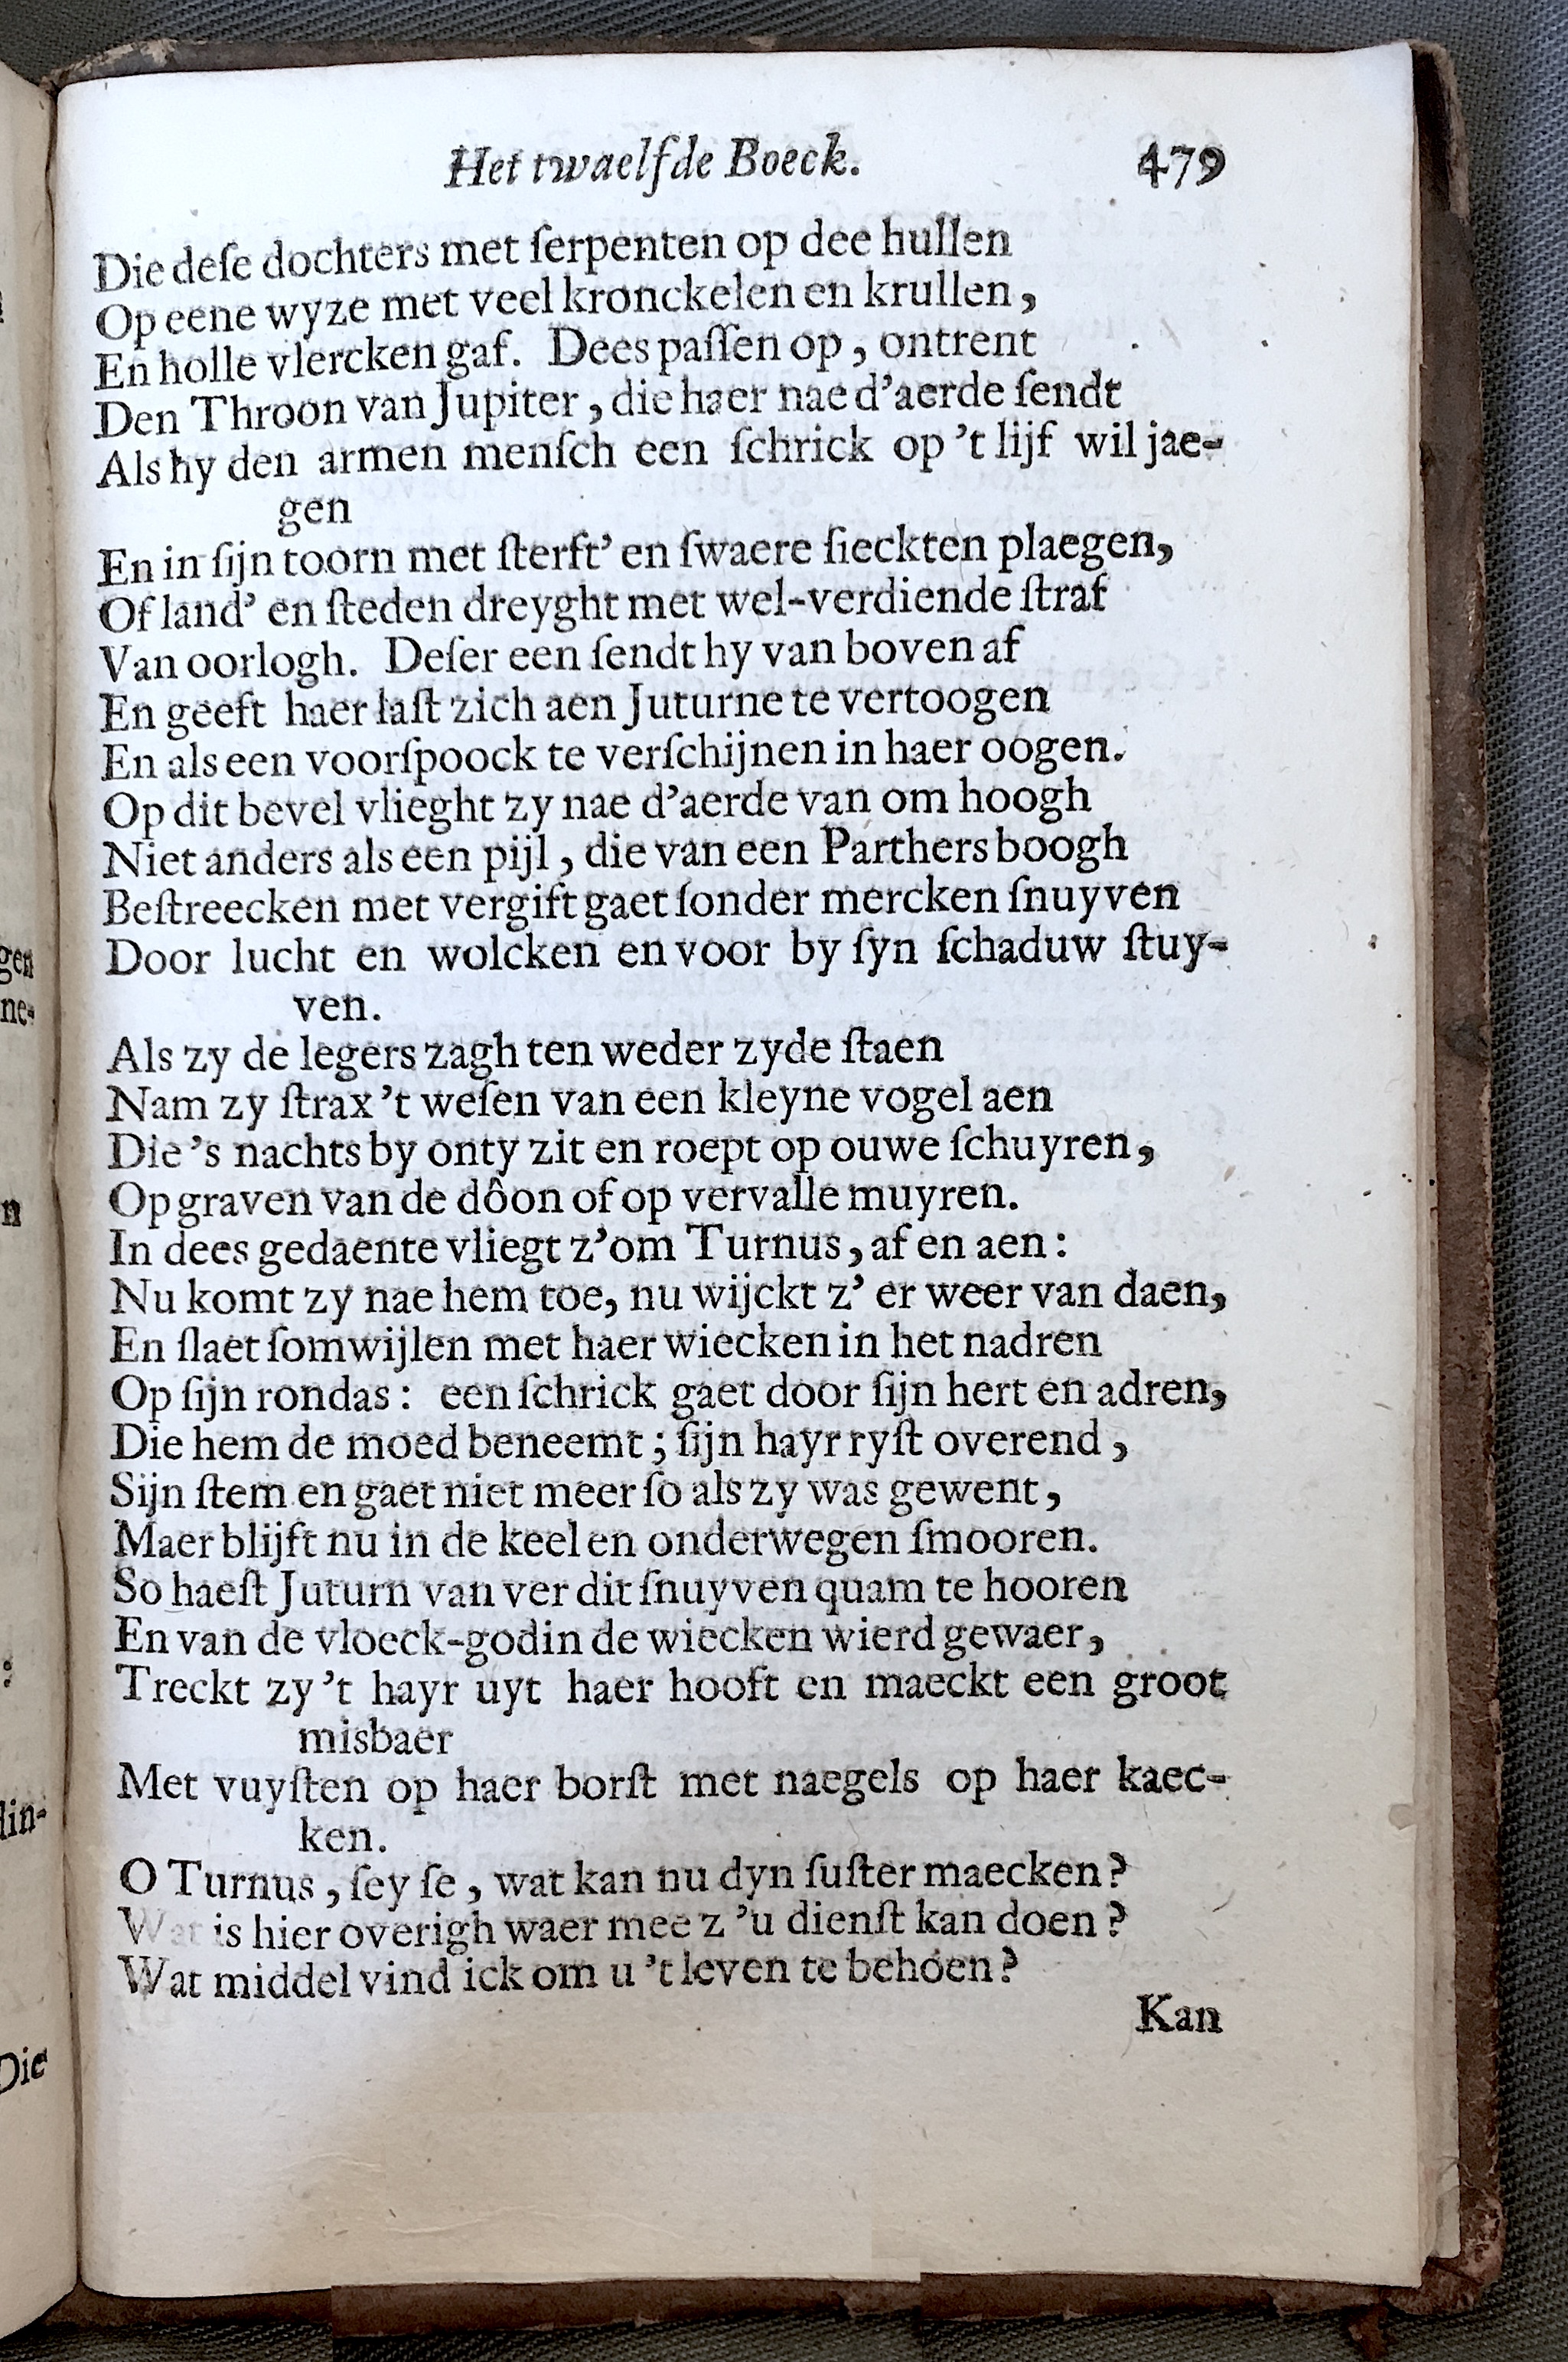 Het twaelfde Boeck. 479
Die deſe dochters met ſerpenten op dee hullen
Op eene wyze met veel kronckelen en krullen,
En holle vlercken gaf. Dees paſſen op, ontrent
Den Throon van Jupiter, die haer nae d'aerde ſendt
Als hy den armen menſch een ſchrick op 't lijf wil jae-
gen
En in ſijn toorn met ſterft' en ſwaere ſieckten plaegen,
Of land' en ſteden dreyght met wel-verdiende ſtraf
Van oorlogh. Deſer een ſendt hy van boven af
En geeft haer laſt zich aen Juturne te vertoogen
En als een voorſpoock te verſchijnen in haer oogen.
Op dit bevel vlieght zy nae d'aerde van om hoogh
Niet anders als een pijl, die van een Parthers boogh
Beſtreecken met vergift gaet ſonder mercken ſnuyven
Door lucht en wolcken en voor by ſyn ſchaduw ſtuy-
ven.
Als zy de legers zagh ten weder zyde ſtaen
Nam zy ſtrax 't weſen van een kleyne vogel aen
Die 's nachts by onty zit en roept op ouwe ſchuyren,
Op graven van de dôon of op vervalle muyren.
In dees gedaente vliegt z'om Turnus, af en aen:
Nu komt zy nae hem toe, nu wijckt z' er weer van daen,
En ſlaet ſomwijlen met haer wiecken in het nadren
Op ſijn rondas: een ſchrick gaet door ſijn hert en adren,
Die hem de moed beneemt; ſijn hayr ryſt overend,
Sijn ſtem en gaet niet meer ſo als zy was gewent,
Maer blijft nu in de keel en onderwegen ſmooren.
So haeſt Juturn van ver dit ſnuyven quam te hooren
En van de vloeck-godin de wiecken wierd gewaer,
Treckt zy 't hayr uyt haer hooft en maeckt een groot
misbaer
Met vuyſten op haer borſt met naegels op haer kaec-
ken.
O Turnus, ſey ſe, wat kan nu dyn ſuſter maecken?
Wat is hier overigh waer mee z 'u dienſt kan doen?
Wat middel vind ick om u 't leven te behoen?
Kan
gen
ne-
n
:
lin-
Die